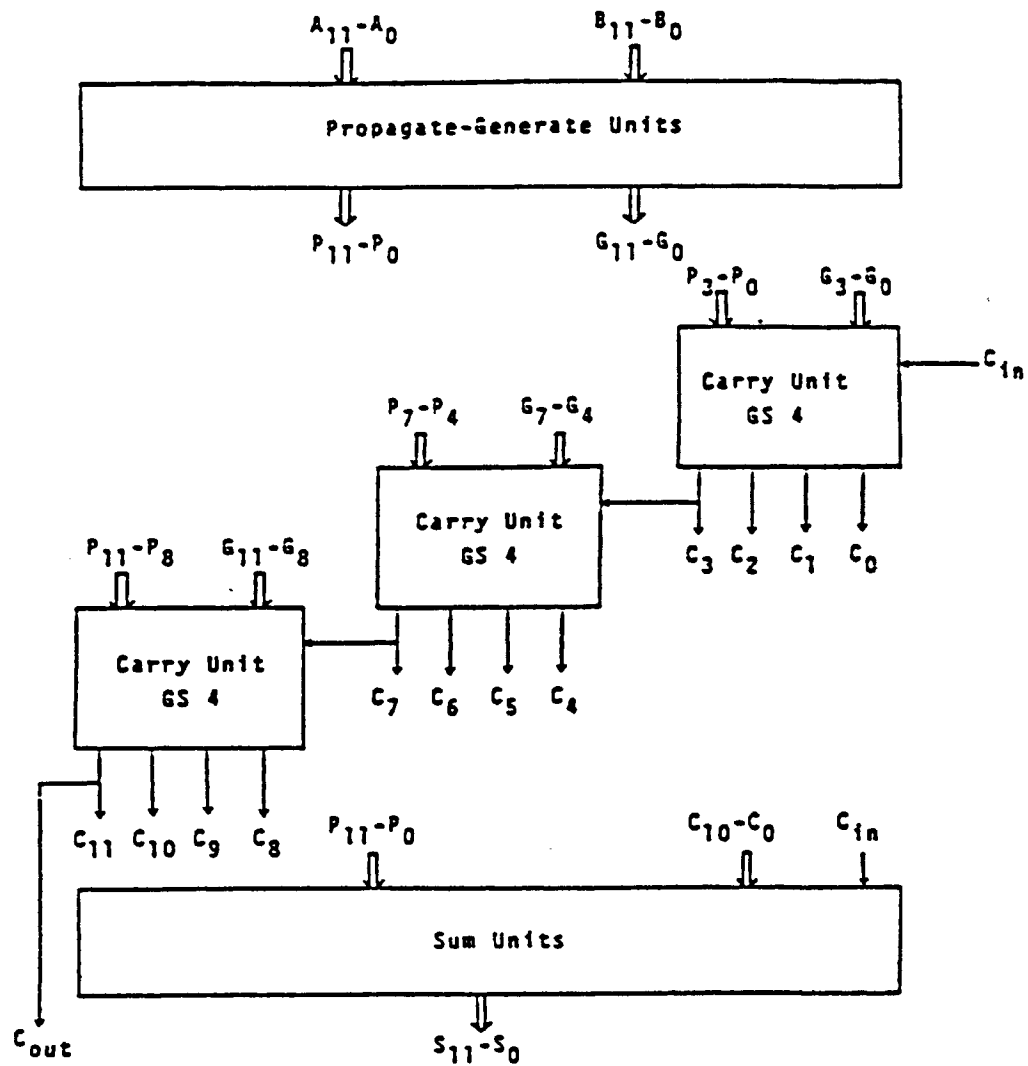 A11-A0 B11-B0
Propagate-Generate Units
P11-P0 G11-G0
P3-P0 G3-G0
Cin
Carry Unit
GS 4
P7-P4 G7-G4
Carry Unit
GS 4
C3 C2 C1 C0
P11-P8 G11-G8
Carry Unit
GS 4
C7 C6 C5 C4
C11 C10 C9 C8
P11-P0 C10-C0 Cin
Sum Units
Cout
S11-S0